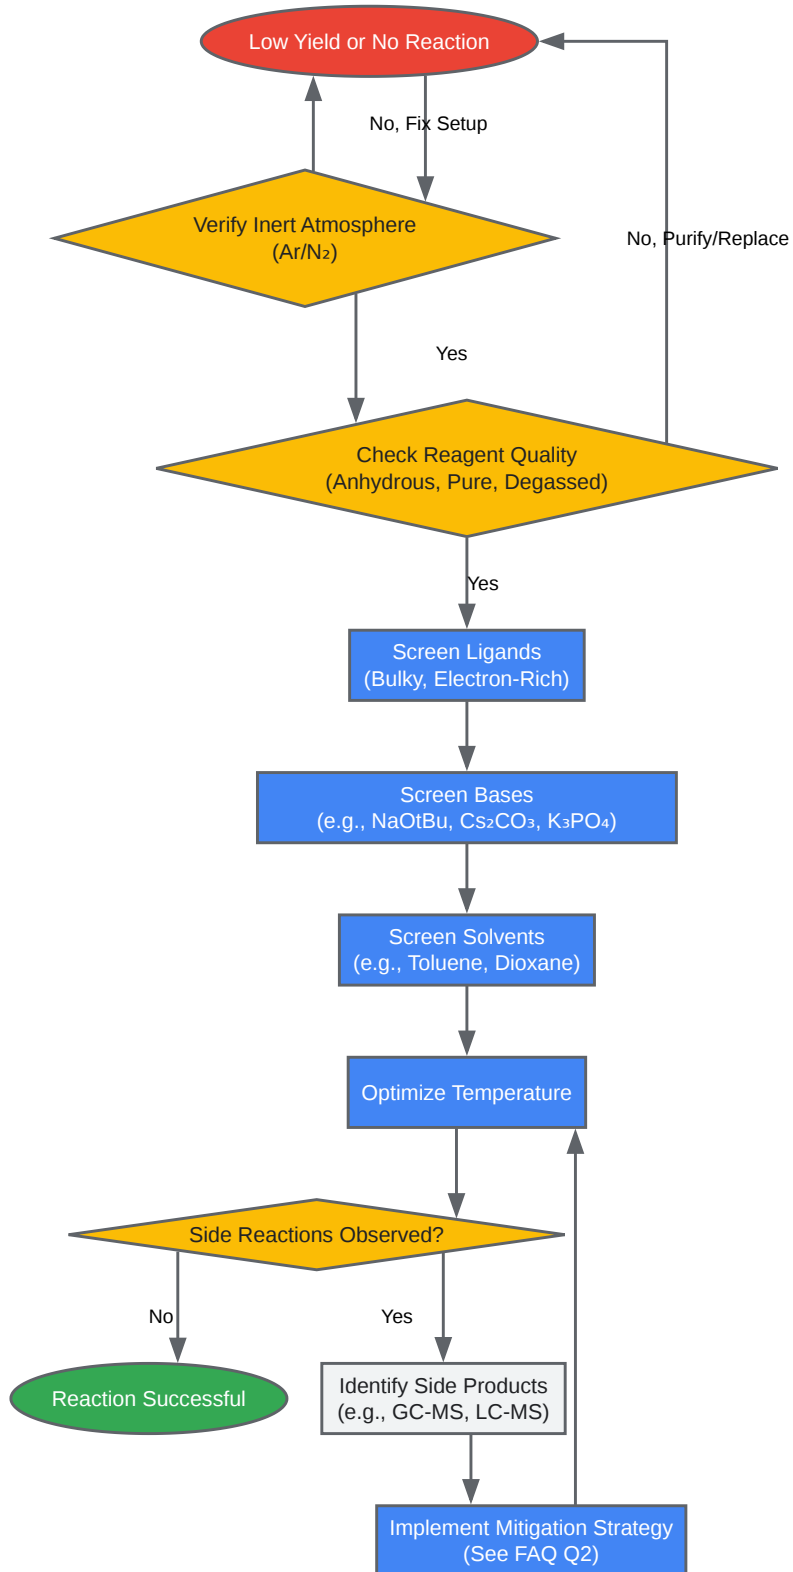 Low Yield or No Reaction
No, Fix Setup
Verify Inert Atmosphere
(Ar/N₂)
No, Purify/Replace
Yes
Check Reagent Quality
(Anhydrous, Pure, Degassed)
Yes
Screen Ligands
(Bulky, Electron-Rich)
Screen Bases
(e.g., NaOtBu, Cs₂CO₃, K₃PO₄)
Screen Solvents
(e.g., Toluene, Dioxane)
Optimize Temperature
Side Reactions Observed?
No
Yes
Reaction Successful
Identify Side Products
(e.g., GC-MS, LC-MS)
Implement Mitigation Strategy
(See FAQ Q2)